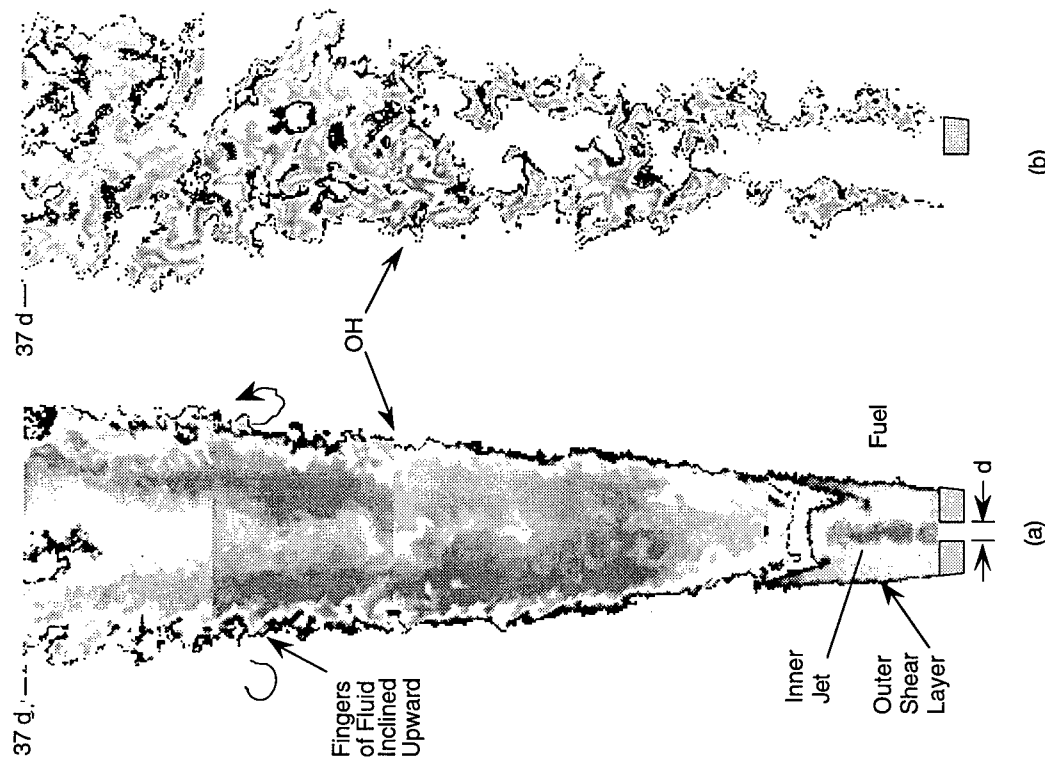 37 d
37 d
OH
Fingers
of Fluid
Inclined
Upward
Inner
Jet
Outer
Shear
Layer
Fuel
d
(a)
(b)